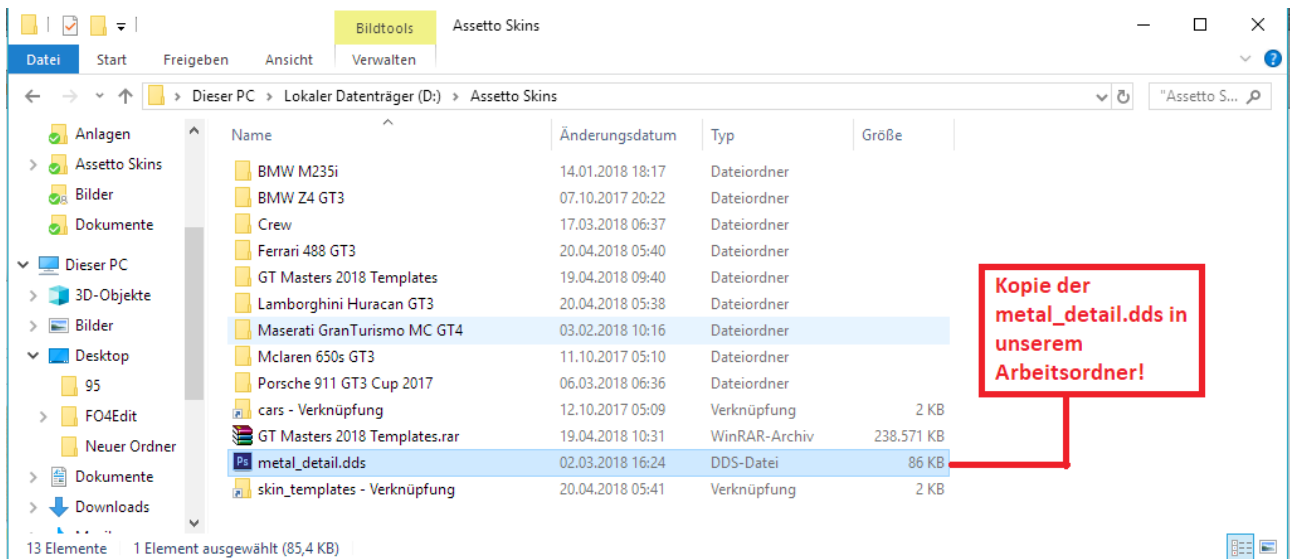 Bildtools Assetto Skins
Datei Start Freigeben Ansicht Verwalten
Dieser PC > Lokaler Datenträger (D:) > Assetto Skins "Assetto S...
Anlagen
Assetto Skins
Bilder
Dokumente
Dieser PC
3D-Objekte
Bilder
Desktop
95
FO4Edit
Neuer Ordner
Dokumente
Downloads
Name Änderungsdatum Typ Größe
BMW M235i 14.01.2018 18:17 Dateiordner
BMW Z4 GT3 07.10.2017 20:22 Dateiordner
Crew 17.03.2018 06:37 Dateiordner
Ferrari 488 GT3 20.04.2018 05:40 Dateiordner
GT Masters 2018 Templates 19.04.2018 09:40 Dateiordner
Lamborghini Huracan GT3 20.04.2018 05:38 Dateiordner
Maserati GranTurismo MC GT4 03.02.2018 10:16 Dateiordner
Mclaren 650s GT3 11.10.2017 05:10 Dateiordner
Porsche 911 GT3 Cup 2017 06.03.2018 06:36 Dateiordner
cars - Verknüpfung 12.10.2017 05:09 Verknüpfung 2 KB
GT Masters 2018 Templates.rar 19.04.2018 10:31 WinRAR-Archiv 238.571 KB
Ps metal_detail.dds 02.03.2018 16:24 DDS-Datei 86 KB
skin_templates - Verknüpfung 20.04.2018 05:41 Verknüpfung 2 KB
Kopie der
metal_detail.dds in
unserem
Arbeitsordner!
13 Elemente 1 Element ausgewählt (85,4 KB)